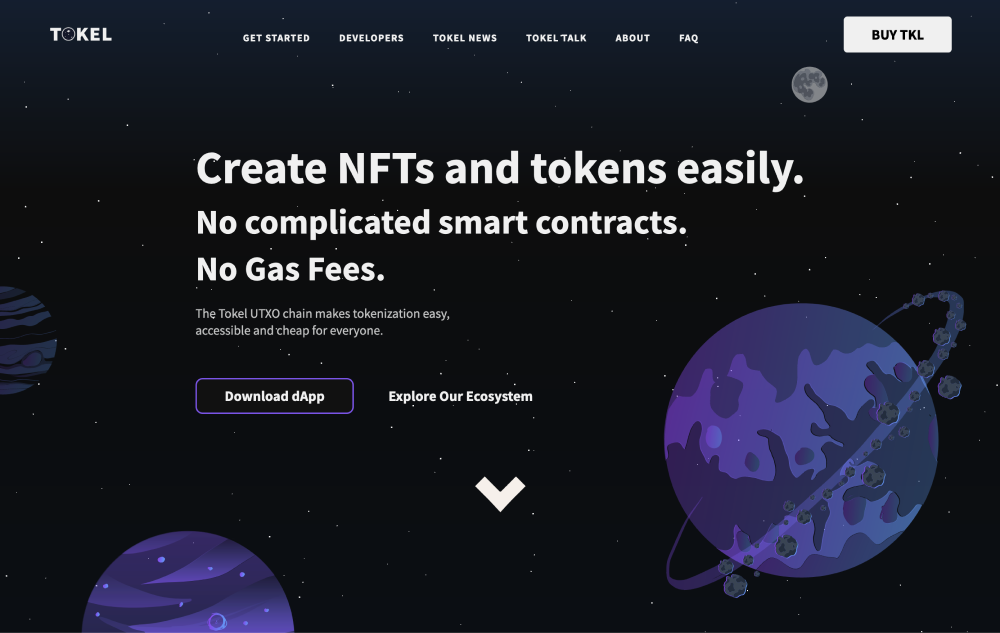 TOKEL
GET STARTED DEVELOPERS TOKEL NEWS TOKEL TALK ABOUT FAQ
BUY TKL
Create NFTs and tokens easily.
No complicated smart contracts.
No Gas Fees.
The Tokel UTXO chain makes tokenization easy,
accessible and cheap for everyone.
Download dApp
Explore Our Ecosystem